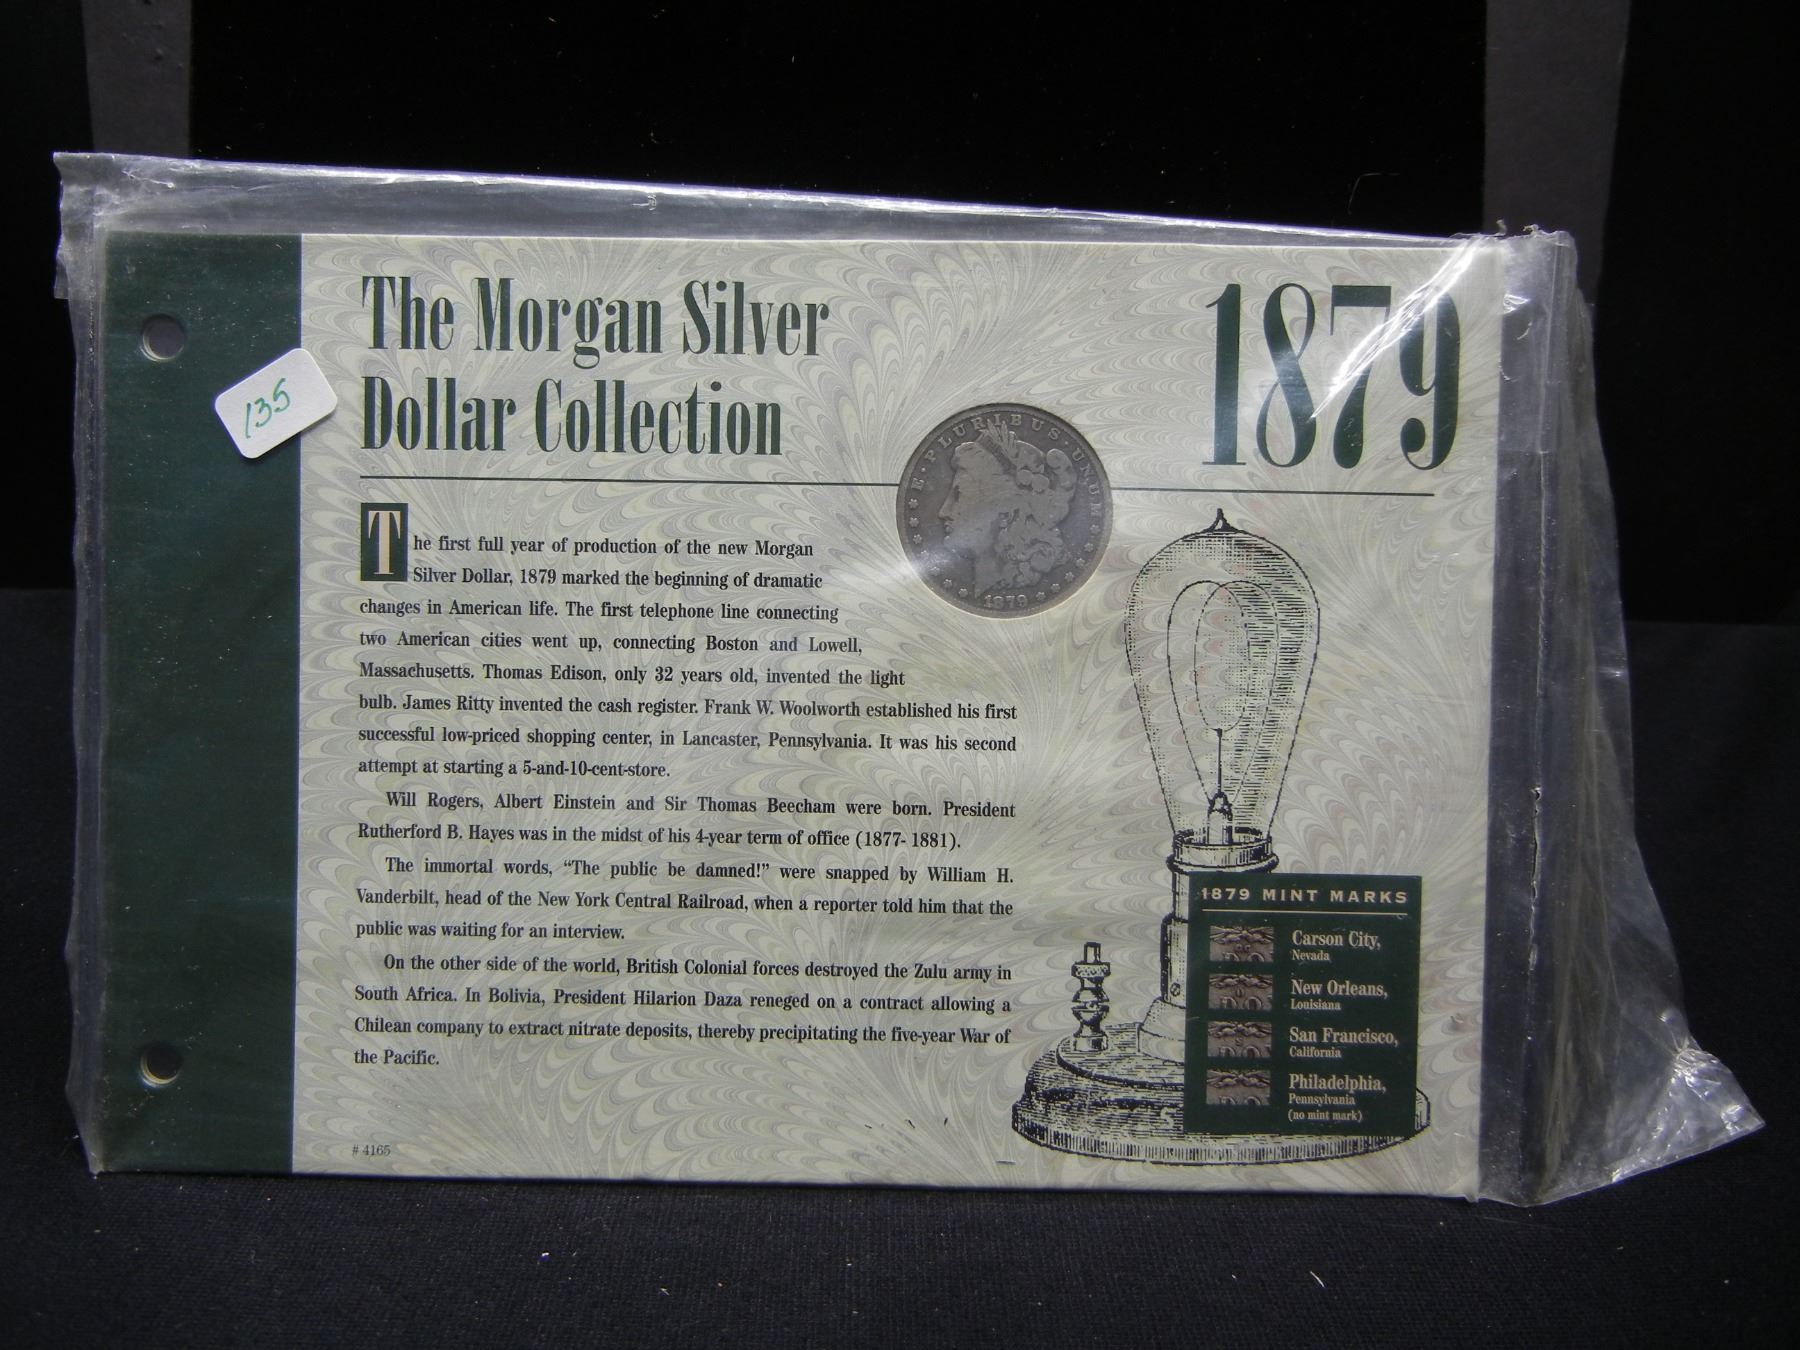 The Morgan Silver
Dollar Collection
1879
135
E·PLURIBUS·UNUM
1879
The first full year of production of the new Morgan
Silver Dollar, 1879 marked the beginning of dramatic
changes in American life. The first telephone line connecting
two American cities went up, connecting Boston and Lowell,
Massachusetts. Thomas Edison, only 32 years old, invented the light
bulb. James Ritty invented the cash register. Frank W. Woolworth established his first
successful low-priced shopping center, in Lancaster, Pennsylvania. It was his second
attempt at starting a 5-and-10-cent-store.
Will Rogers, Albert Einstein and Sir Thomas Beecham were born. President
Rutherford B. Hayes was in the midst of his 4-year term of office (1877- 1881).
The immortal words, “The public be damned!” were snapped by William H.
Vanderbilt, head of the New York Central Railroad, when a reporter told him that the
public was waiting for an interview.
On the other side of the world, British Colonial forces destroyed the Zulu army in
South Africa. In Bolivia, President Hilarion Daza reneged on a contract allowing a
Chilean company to extract nitrate deposits, thereby precipitating the five-year War of
the Pacific.
# 4165
1879 MINT MARKS
Carson City,
Nevada
New Orleans,
Louisiana
San Francisco,
California
Philadelphia,
Pennsylvania
(no mint mark)